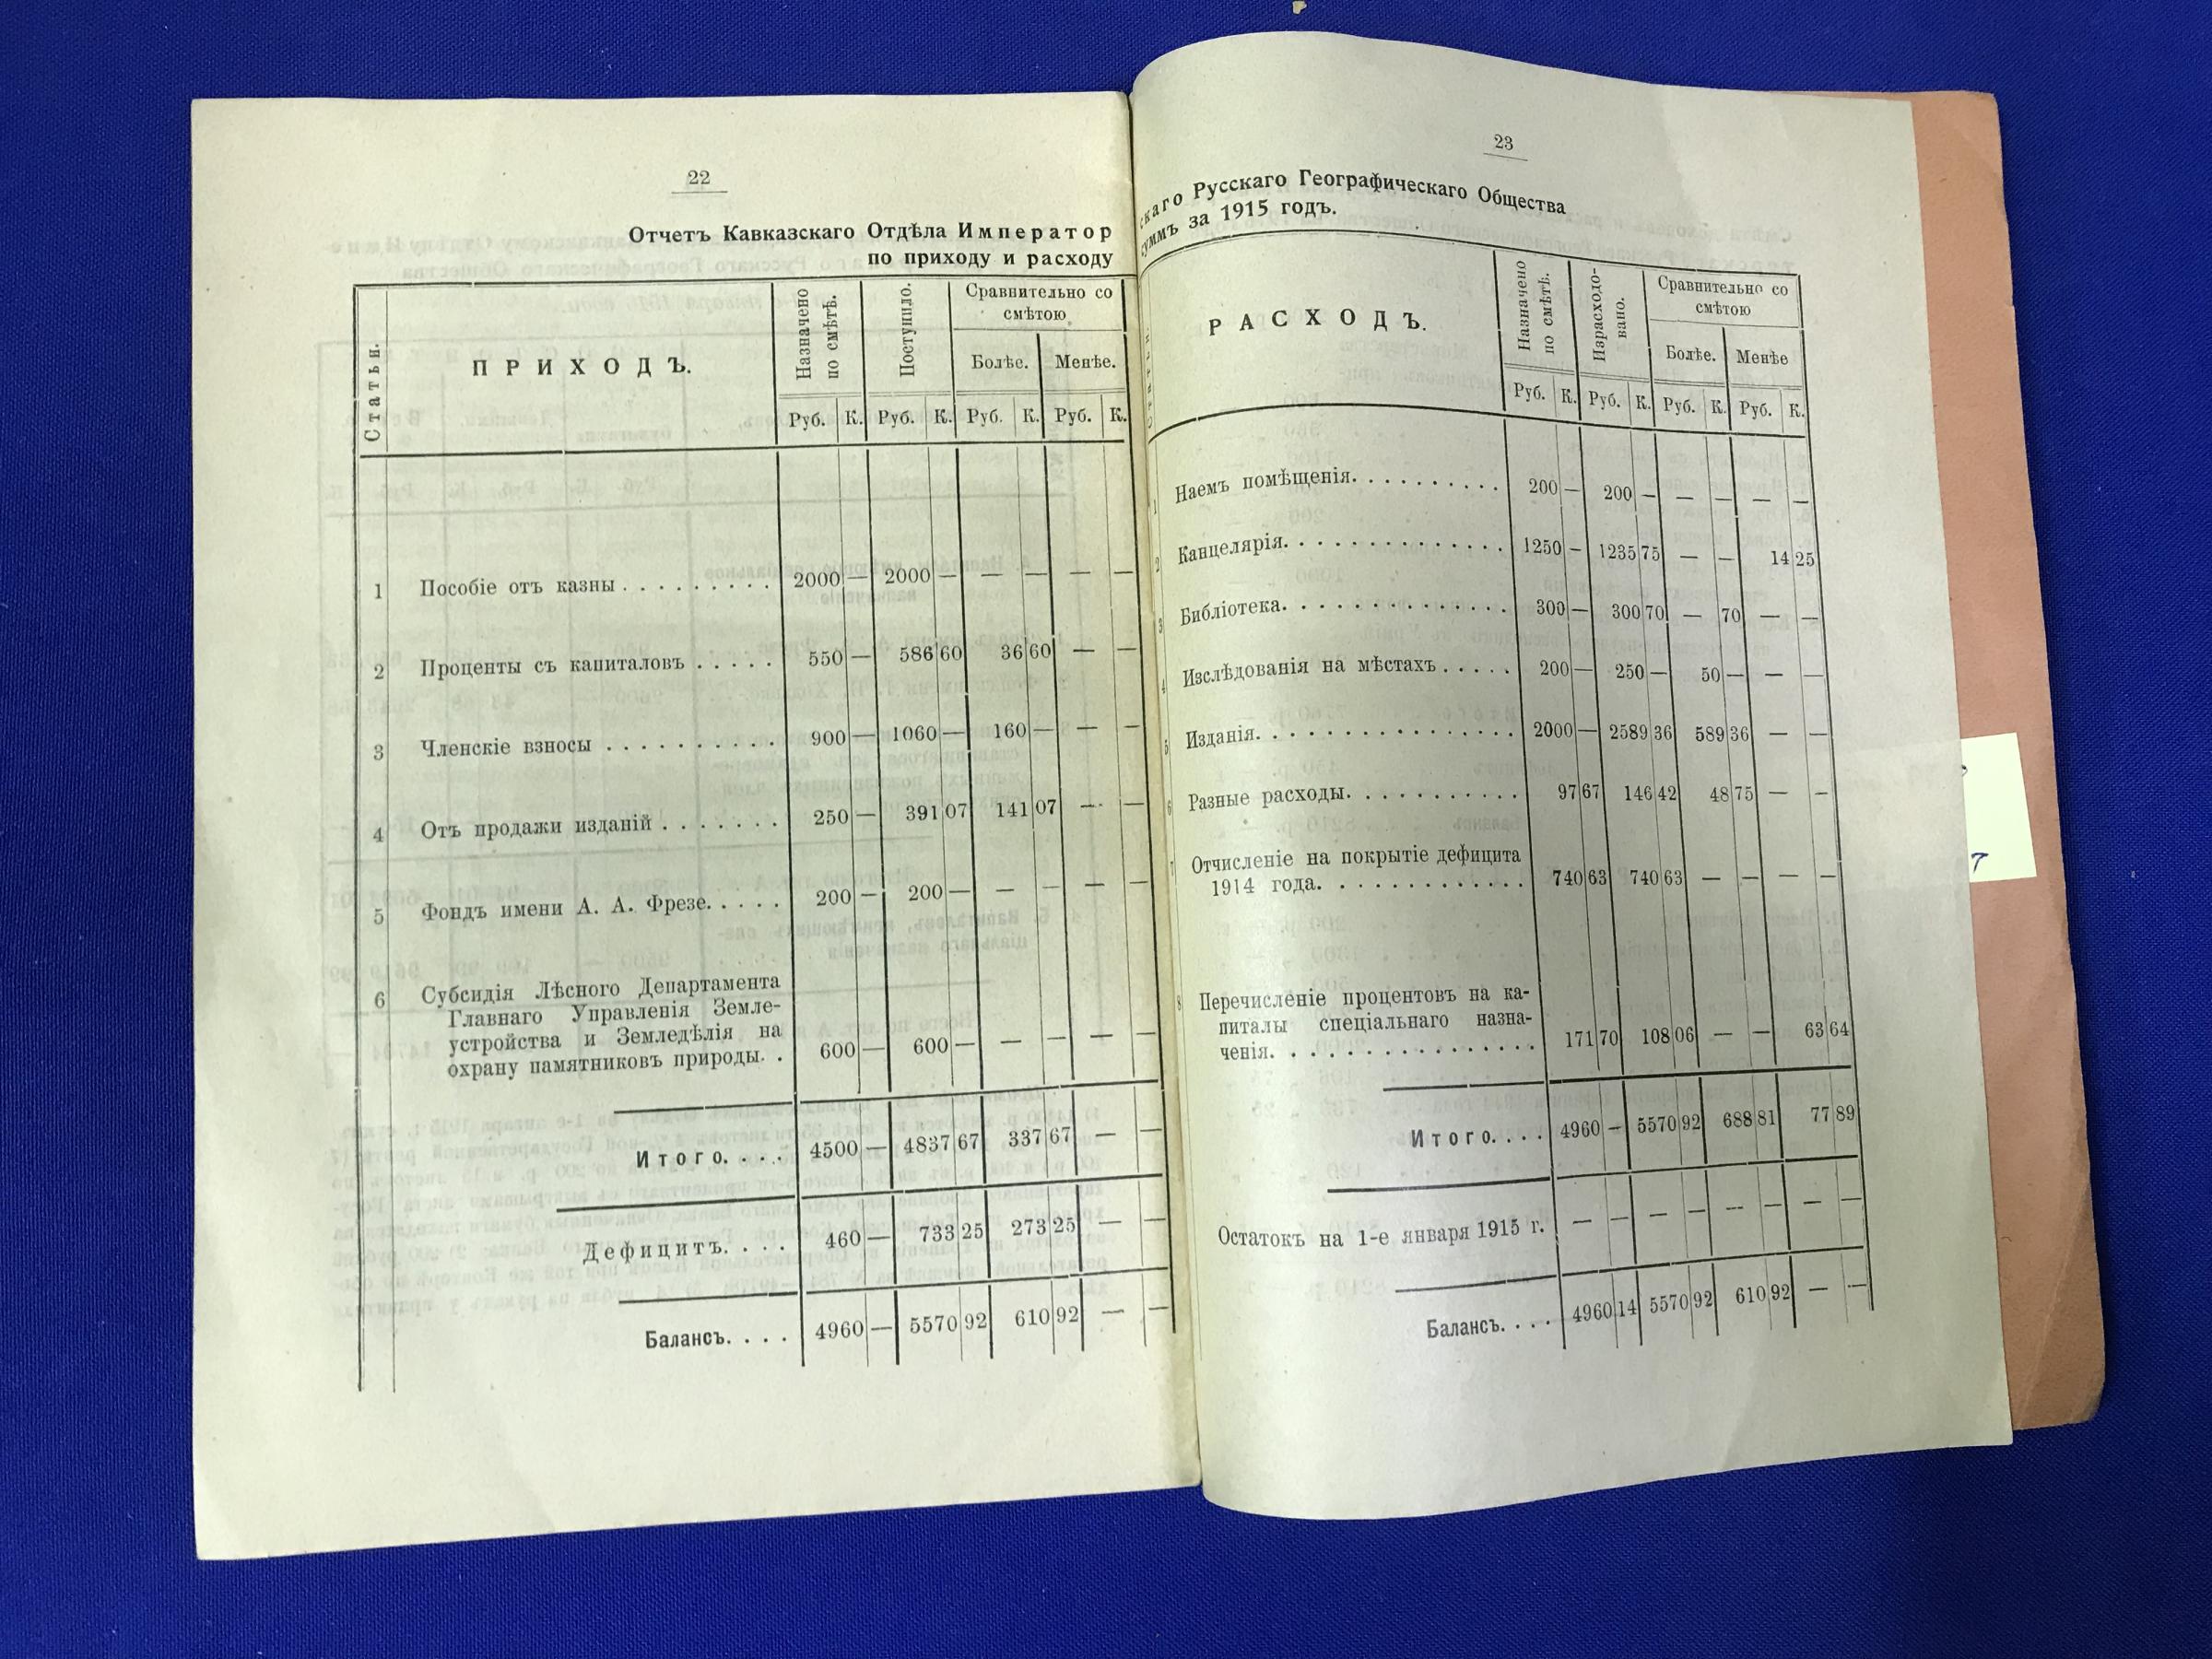 22
Отчетъ Кавказскаго Отдѣла Император
по приходу и расходу
Статьи.
ПРИХОДЪ.
Назначено по смѣтѣ.
Поступило.
Сравнительно со
смѣтою
Болѣе. Менѣе.
Руб. К. Руб. К. Руб. К. Руб. К.
1 Пособіе отъ казны . . . . . . . . . 2000 — 2000 — — — — —
2 Проценты съ капиталовъ . . . . . 550 — 586 60 36 60 — —
3 Членскіе взносы . . . . . . . . . . 900 — 1060 — 160 — — —
4 Отъ продажи изданій . . . . . . . 250 — 391 07 141 07 — —
5 Фондъ имени А. А. Фрезе. . . . . 200 — 200 — — — — —
6 Субсидія Лѣсного Департамента
Главнаго Управленія Земле-
устройства и Земледѣлія на
охрану памятниковъ природы. . 600 — 600 — — — — —
Итого. . . . 4500 — 4837 67 337 67 — —
Дефицитъ. . . . 460 — 733 25 273 25 — —
Балансъ. . . . 4960 — 5570 92 610 92 — —
23
скаго Русскаго Географическаго Общества
суммъ за 1915 годъ.
Статьи.
РАСХОДЪ.
Назначено по смѣтѣ.
Израсходо-
вано.
Сравнительно со
смѣтою
Болѣе. Менѣе
Руб. К. Руб. К. Руб. К. Руб. К.
1 Наемъ помѣщенія. . . . . . . . . . 200 — 200 — — — — —
2 Канцелярія. . . . . . . . . . . . . 1250 — 1235 75 — — 14 25
3 Библіотека. . . . . . . . . . . . . 300 — 300 70 — 70 — —
4 Изслѣдованія на мѣстахъ . . . . . 200 — 250 — 50 — — —
5 Изданія. . . . . . . . . . . . . . . 2000 — 2589 36 589 36 — —
6 Разные расходы. . . . . . . . . . . 97 67 146 42 48 75 — —
7 Отчисленіе на покрытіе дефицита
1914 года. . . . . . . . . . . . . 740 63 740 63 — — — —
8 Перечисленіе процентовъ на ка-
питалы спеціальнаго назна-
ченія. . . . . . . . . . . . . . . . 171 70 108 06 — — 63 64
Итого. . . . 4960 — 5570 92 688 81 77 89
Остатокъ на 1-е января 1915 г. — — — — — — — —
Балансъ. . . . 4960 14 5570 92 610 92 — —